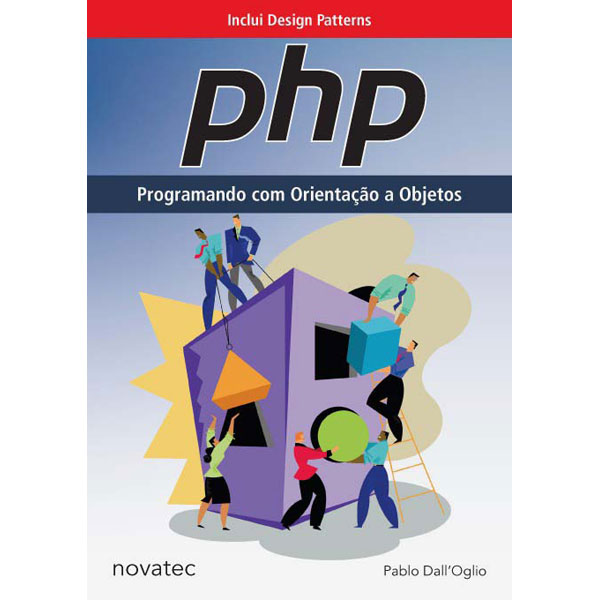 Inclui Design Patterns
php
Programando com Orientação a Objetos
novatec
Pablo Dall'Oglio